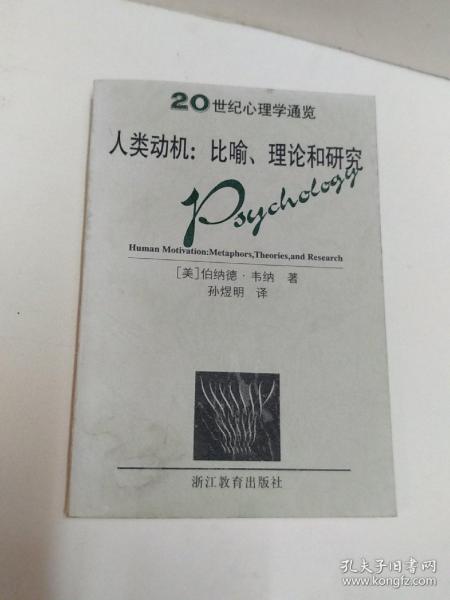 20世纪心理学通览
人类动机：比喻、理论和研究
Psychology
Human Motivation:Metaphors,Theories,and Research
[美]伯纳德·韦纳 著
孙煜明 译
浙江教育出版社
孔夫子旧书网
www.kongfz.com